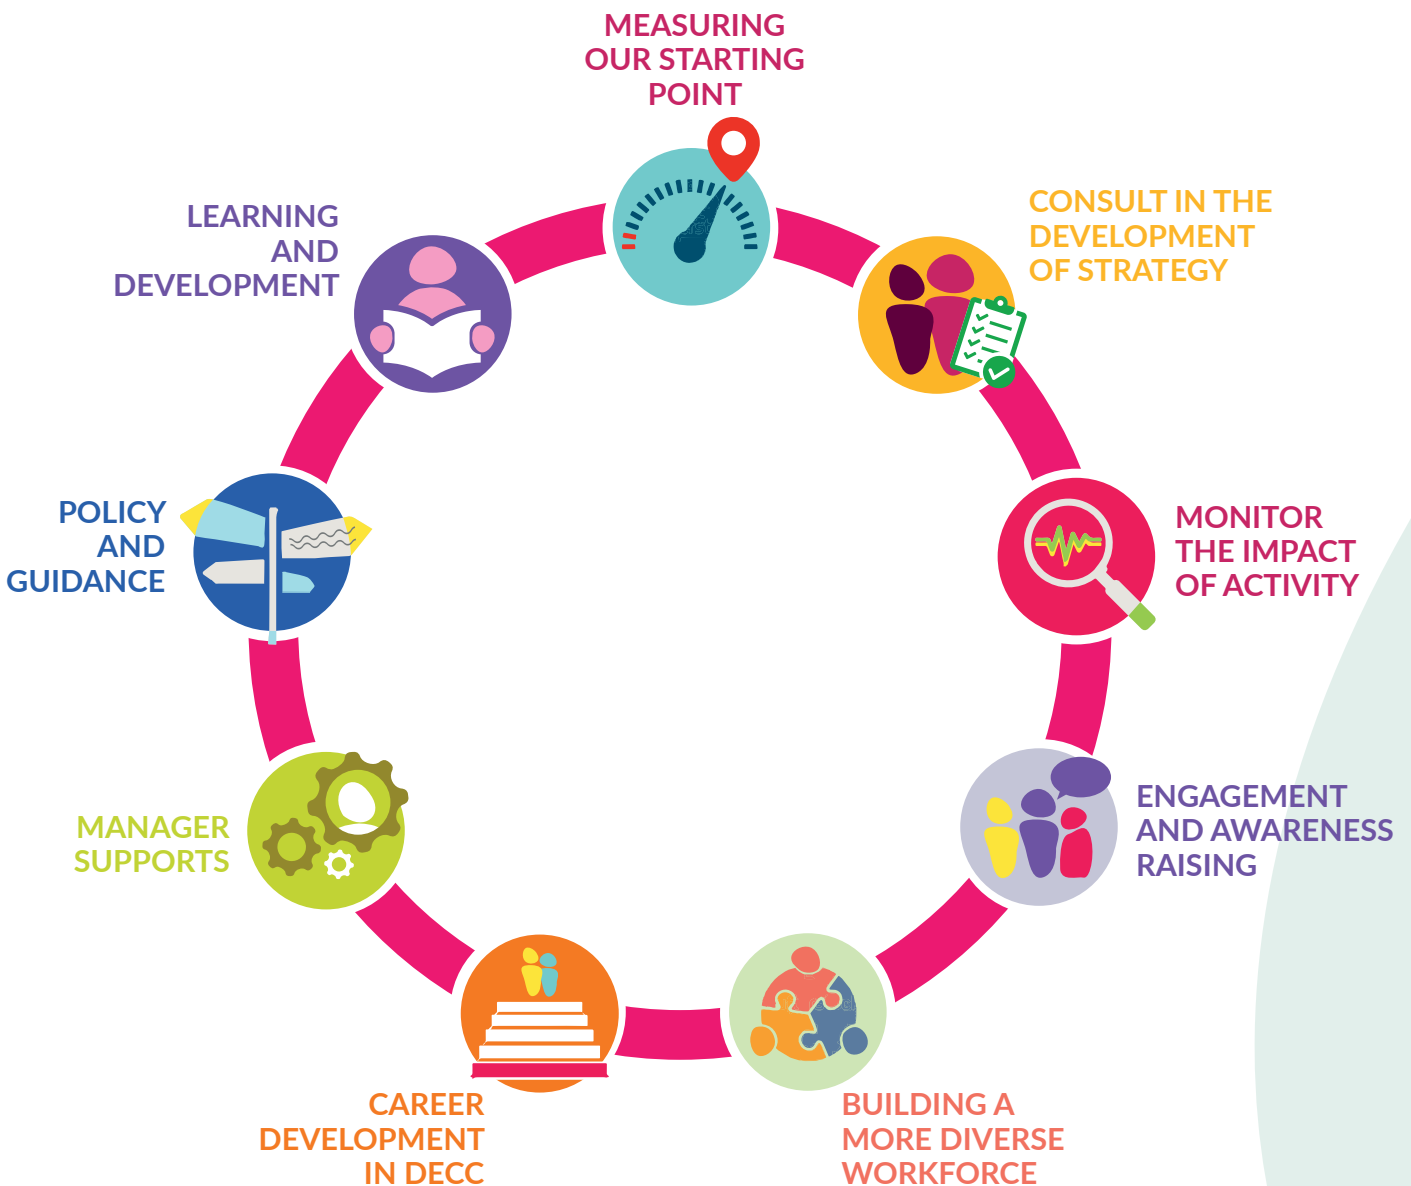 MEASURING
OUR STARTING
POINT
CONSULT IN THE
DEVELOPMENT
OF STRATEGY
MONITOR
THE IMPACT
OF ACTIVITY
ENGAGEMENT
AND AWARENESS
RAISING
BUILDING A
MORE DIVERSE
WORKFORCE
CAREER
DEVELOPMENT
IN DECC
MANAGER
SUPPORTS
POLICY
AND
GUIDANCE
LEARNING
AND
DEVELOPMENT